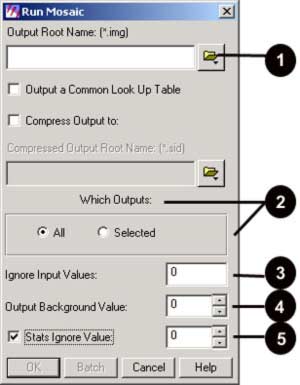 Run Mosaic
Output Root Name: (*.img)
1
Output a Common Look Up Table
Compress Output to:
Compressed Output Root Name: (*.sid)
Which Outputs:
2
All Selected
Ignore Input Values: 0
3
Output Background Value: 0
4
Stats Ignore Value: 0
5
OK Batch Cancel Help